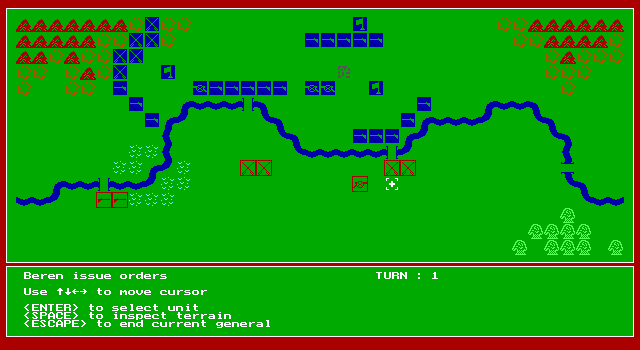 Beren issue orders TURN : 1
Use ↑↓←→ to move cursor
<ENTER> to select unit
<SPACE> to inspect terrain
<ESCAPE> to end current general